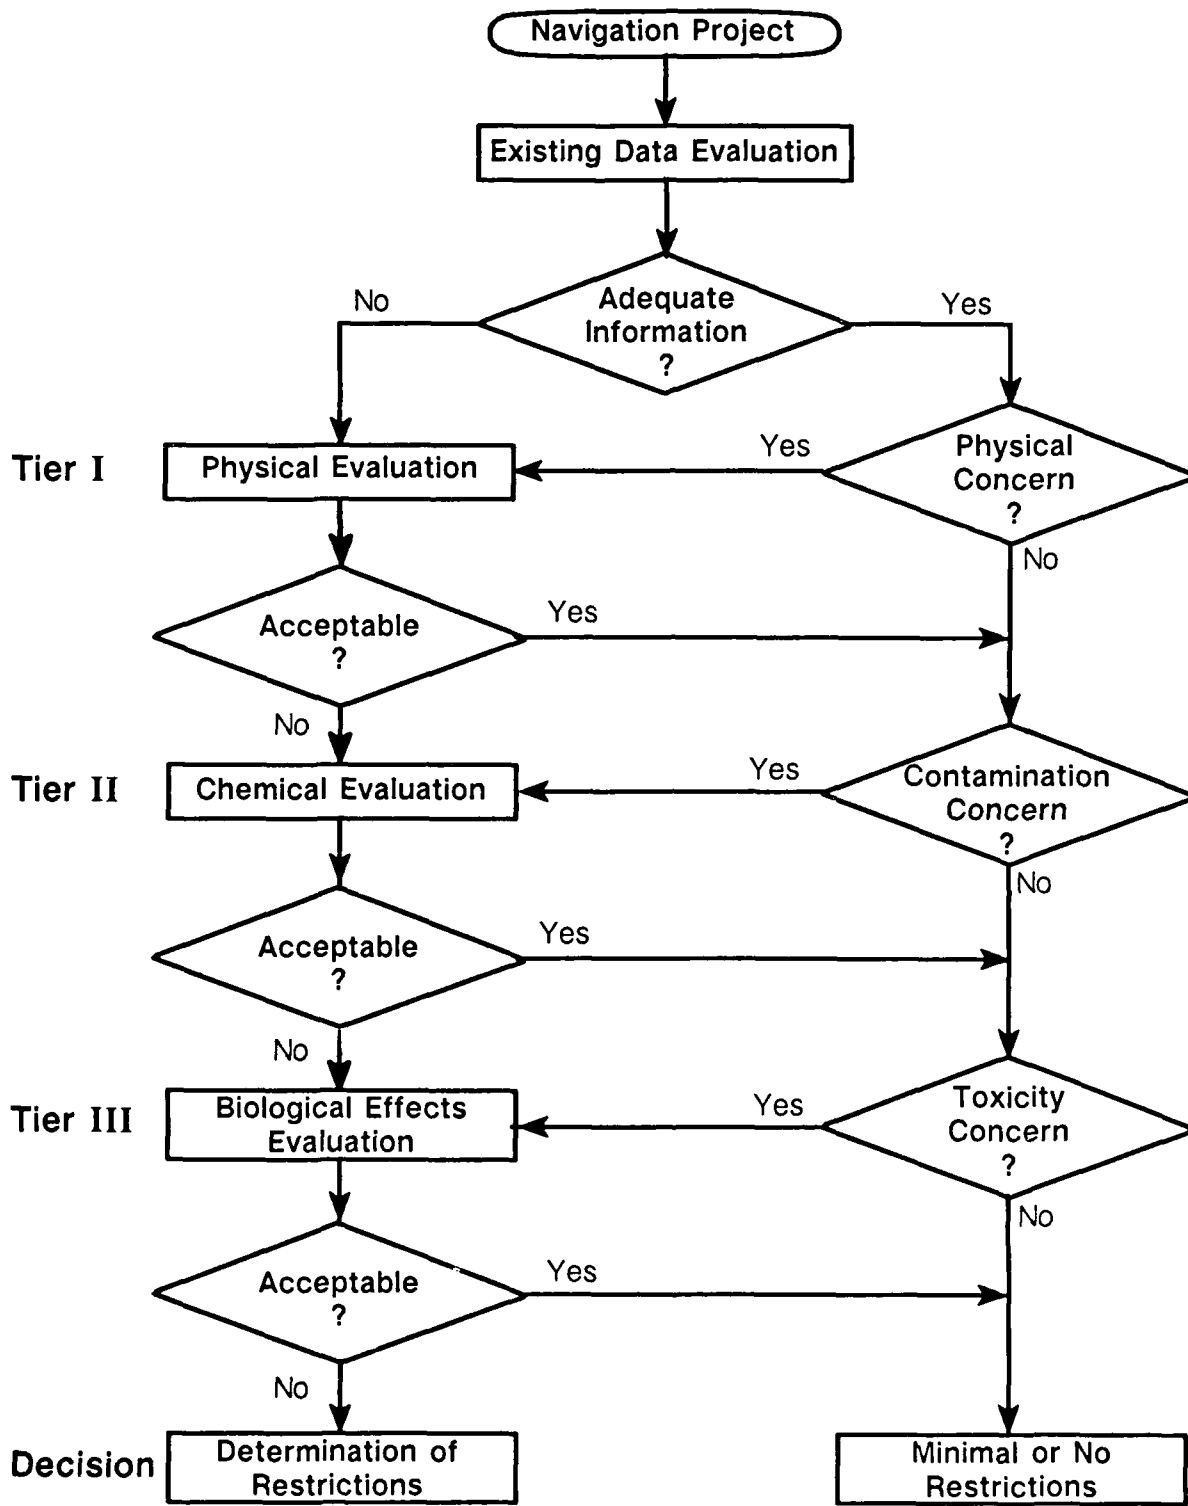 Navigation Project
Existing Data Evaluation
Adequate
Information
?
No
Yes
Tier I
Physical Evaluation
Yes
Physical
Concern
?
No
Acceptable
?
Yes
No
Tier II
Chemical Evaluation
Yes
Contamination
Concern
?
No
Acceptable
?
Yes
No
Tier III
Biological Effects
Evaluation
Yes
Toxicity
Concern
?
No
Acceptable
?
Yes
No
Decision
Determination of
Restrictions
Minimal or No
Restrictions